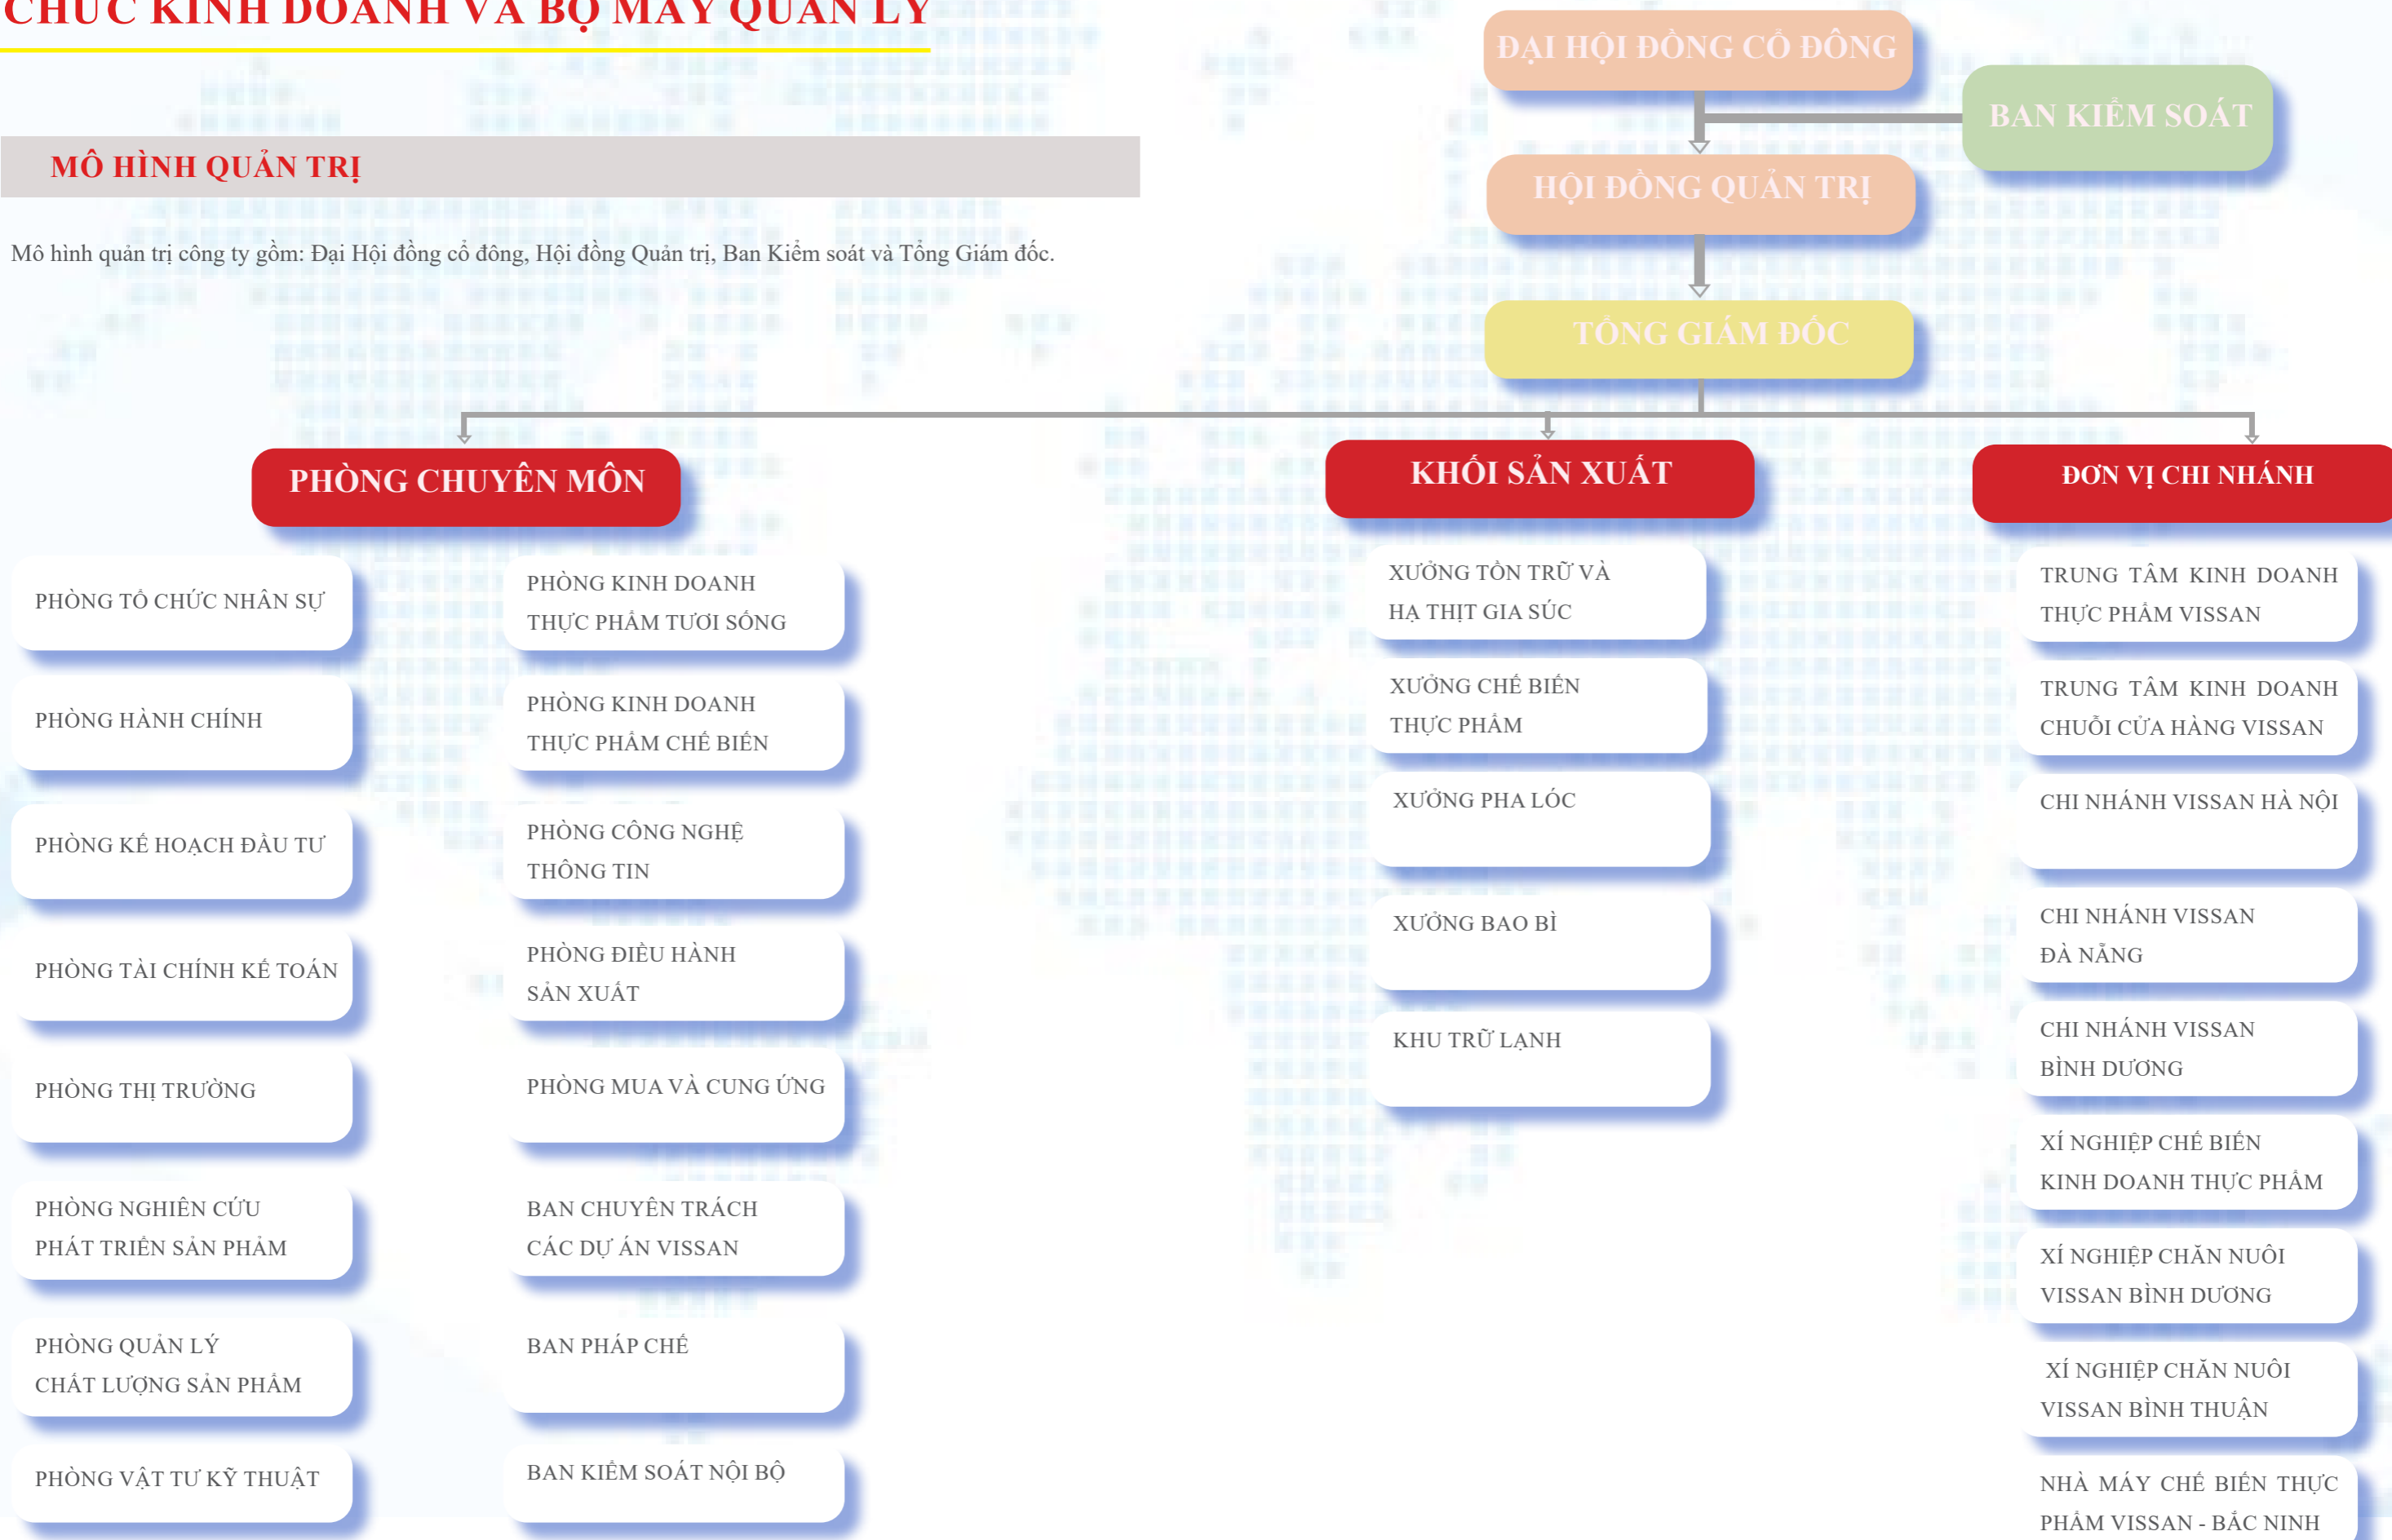 CHỨC KINH DOANH VÀ BỘ MÁY QUẢN LÝ
MÔ HÌNH QUẢN TRỊ
Mô hình quản trị công ty gồm: Đại Hội đồng cổ đông, Hội đồng Quản trị, Ban Kiểm soát và Tổng Giám đốc.
ĐẠI HỘI ĐỒNG CỔ ĐÔNG
BAN KIỂM SOÁT
HỘI ĐỒNG QUẢN TRỊ
TỔNG GIÁM ĐỐC
PHÒNG CHUYÊN MÔN
PHÒNG TỔ CHỨC NHÂN SỰ
PHÒNG HÀNH CHÍNH
PHÒNG KẾ HOẠCH ĐẦU TƯ
PHÒNG TÀI CHÍNH KẾ TOÁN
PHÒNG THỊ TRƯỜNG
PHÒNG NGHIÊN CỨU
PHÁT TRIỂN SẢN PHẢM
PHÒNG QUẢN LÝ
CHẤT LƯỢNG SẢN PHẨM
PHÒNG VẬT TƯ KỸ THUẬT
PHÒNG KINH DOANH
THỰC PHẨM TƯƠI SỐNG
PHÒNG KINH DOANH
THỰC PHẨM CHẾ BIẾN
PHÒNG CÔNG NGHỆ
THÔNG TIN
PHÒNG ĐIỀU HÀNH
SẢN XUẤT
PHÒNG MUA VÀ CUNG ỨNG
BAN CHUYÊN TRÁCH
CÁC DỰ ÁN VISSAN
BAN PHÁP CHẾ
BAN KIỂM SOÁT NỘI BỘ
KHỐI SẢN XUẤT
XƯỞNG TỒN TRỮ VÀ
HẠ THỊT GIA SÚC
XƯỞNG CHẾ BIẾN
THỰC PHẨM
XƯỞNG PHA LÓC
XƯỞNG BAO BÌ
KHU TRỮ LẠNH
ĐƠN VỊ CHI NHÁNH
TRUNG TÂM KINH DOANH
THỰC PHẨM VISSAN
TRUNG TÂM KINH DOANH
CHUỖI CỬA HÀNG VISSAN
CHI NHÁNH VISSAN HÀ NỘI
CHI NHÁNH VISSAN
ĐÀ NẴNG
CHI NHÁNH VISSAN
BÌNH DƯƠNG
XÍ NGHIỆP CHẾ BIẾN
KINH DOANH THỰC PHẨM
XÍ NGHIỆP CHĂN NUÔI
VISSAN BÌNH DƯƠNG
XÍ NGHIỆP CHĂN NUÔI
VISSAN BÌNH THUẬN
NHÀ MÁY CHẾ BIẾN THỰC
PHẨM VISSAN - BẮC NINH